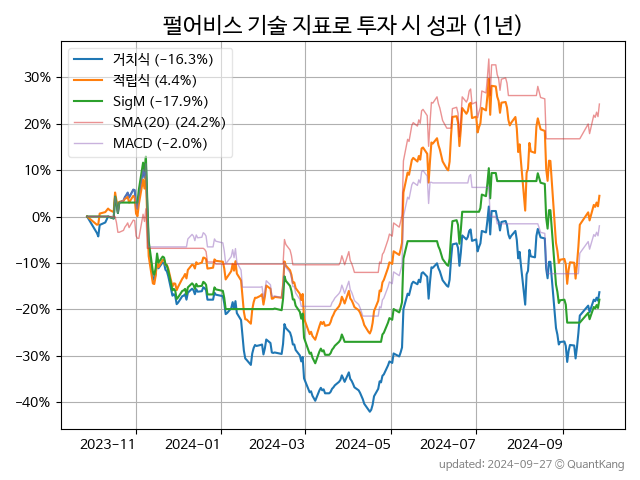 펄어비스 기술 지표로 투자 시 성과 (1년)
거치식 (−16.3%)
적립식 (4.4%)
SigM (−17.9%)
SMA(20) (24.2%)
MACD (−2.0%)
30%
20%
10%
0%
−10%
−20%
−30%
−40%
2023-11 2024-01 2024-03 2024-05 2024-07 2024-09
updated: 2024-09-27 © QuantKang